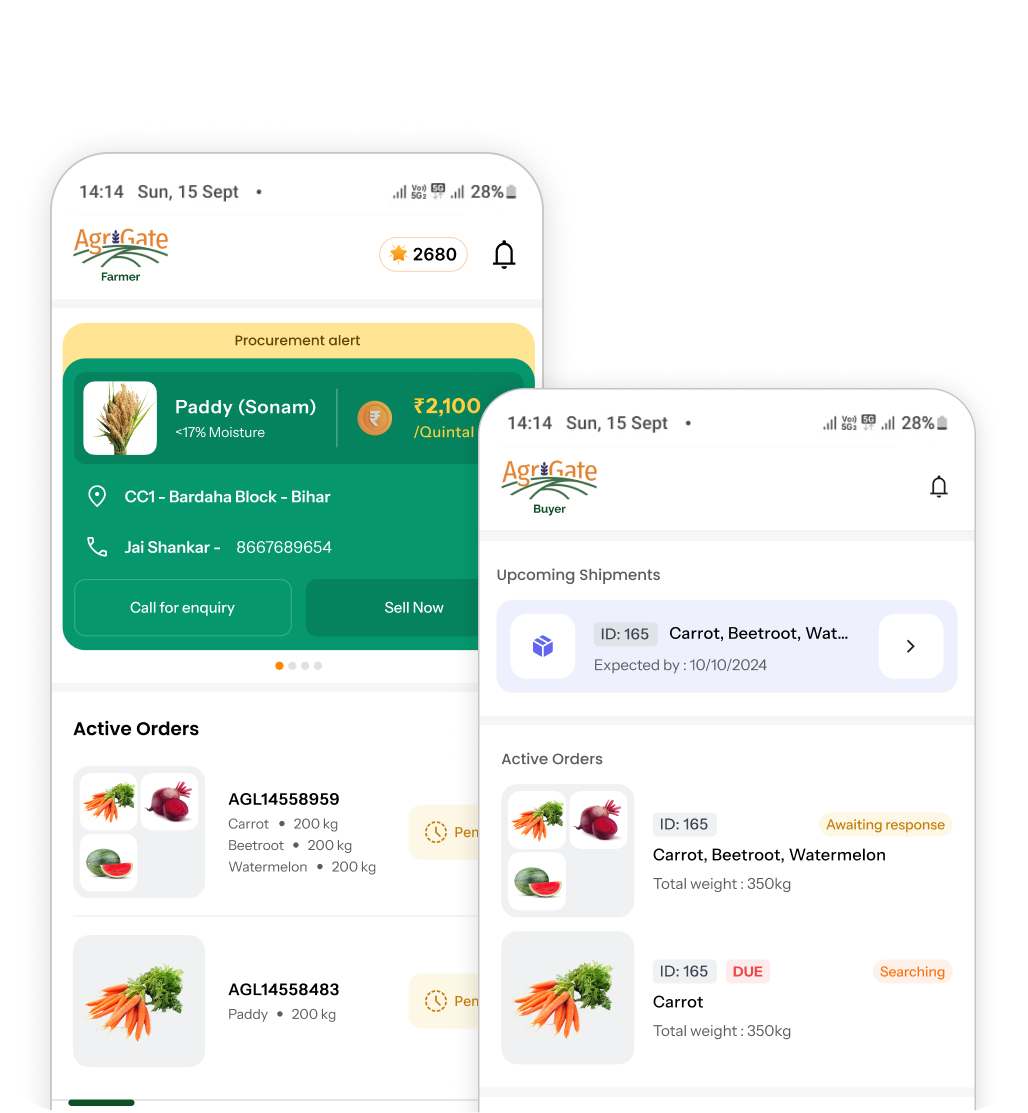 14:14 Sun, 15 Sept • 28%
AgriGate
Farmer
2680
Procurement alert
Paddy (Sonam)
<17% Moisture
₹2,100
/Quintal
CC1 - Bardaha Block - Bihar
Jai Shankar - 8667689654
Call for enquiry
Sell Now
Active Orders
AGL14558959
Carrot • 200 kg
Beetroot • 200 kg
Watermelon • 200 kg
Pen
AGL14558483
Paddy • 200 kg
Pen
14:14 Sun, 15 Sept • 28%
AgriGate
Buyer
Upcoming Shipments
ID: 165 Carrot, Beetroot, Wat...
Expected by : 10/10/2024
Active Orders
ID: 165 Awaiting response
Carrot, Beetroot, Watermelon
Total weight : 350kg
ID: 165 DUE Searching
Carrot
Total weight : 350kg